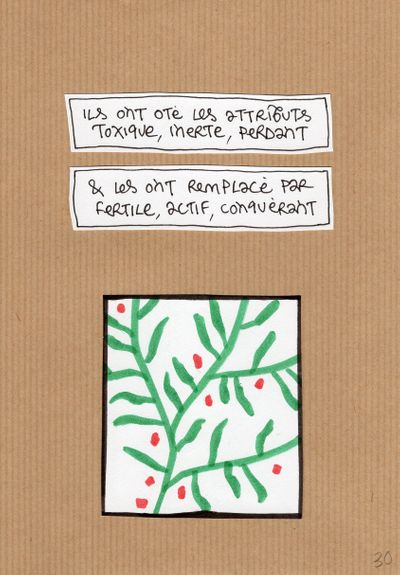 ils ont oté les attributs
toxique, inerte, perdant
& les ont remplacé par
fertile, actif, conquérant
30